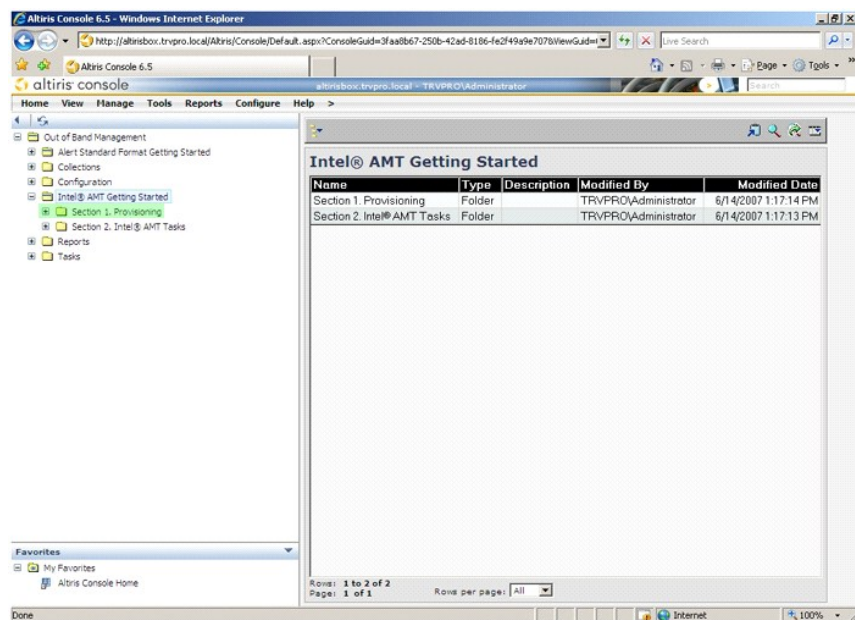 Altiris Console 6.5 - Windows Internet Explorer
http://altirisbox.trvpro.local/Altiris/Console/Default.aspx?ConsoleGuid=3faa8b67-250b-42ad-8186-fe2f49a9e707&ViewGuid=
Live Search
Altiris Console 6.5
Page Tools
altiris console
altirisbox.trvpro.local - TRVPRO\Administrator
Search
Home View Manage Tools Reports Configure Help >
Out of Band Management
Alert Standard Format Getting Started
Collections
Configuration
Intel® AMT Getting Started
Section 1. Provisioning
Section 2. Intel® AMT Tasks
Reports
Tasks
Intel® AMT Getting Started
Name Type Description Modified By Modified Date
Section 1. Provisioning Folder TRVPRO\Administrator 6/14/2007 1:17:14 PM
Section 2. Intel® AMT Tasks Folder TRVPRO\Administrator 6/14/2007 1:17:13 PM
Favorites
My Favorites
Altiris Console Home
Rows: 1 to 2 of 2
Page: 1 of 1
Rows per page: All
Done
Internet
100%